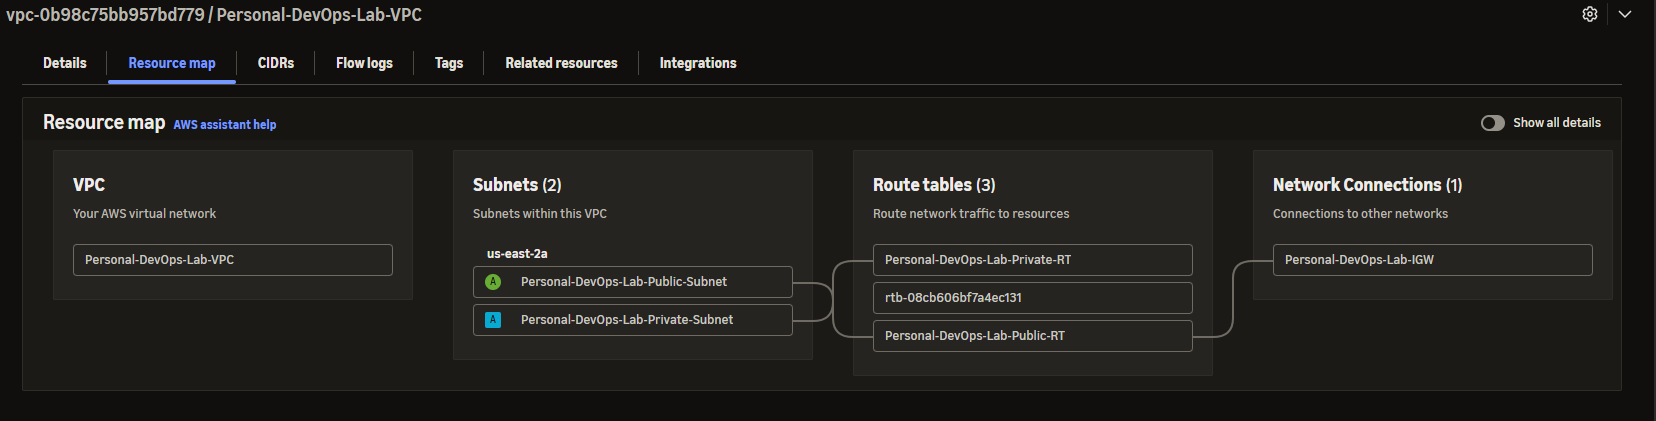 vpc-0b98c75bb957bd779 / Personal-DevOps-Lab-VPC
Details
Resource map
CIDRs
Flow logs
Tags
Related resources
Integrations
Resource map AWS assistant help
Show all details
VPC
Your AWS virtual network
Personal-DevOps-Lab-VPC
Subnets (2)
Subnets within this VPC
us-east-2a
A Personal-DevOps-Lab-Public-Subnet
A Personal-DevOps-Lab-Private-Subnet
Route tables (3)
Route network traffic to resources
Personal-DevOps-Lab-Private-RT
rtb-08cb606bf7a4ec131
Personal-DevOps-Lab-Public-RT
Network Connections (1)
Connections to other networks
Personal-DevOps-Lab-IGW